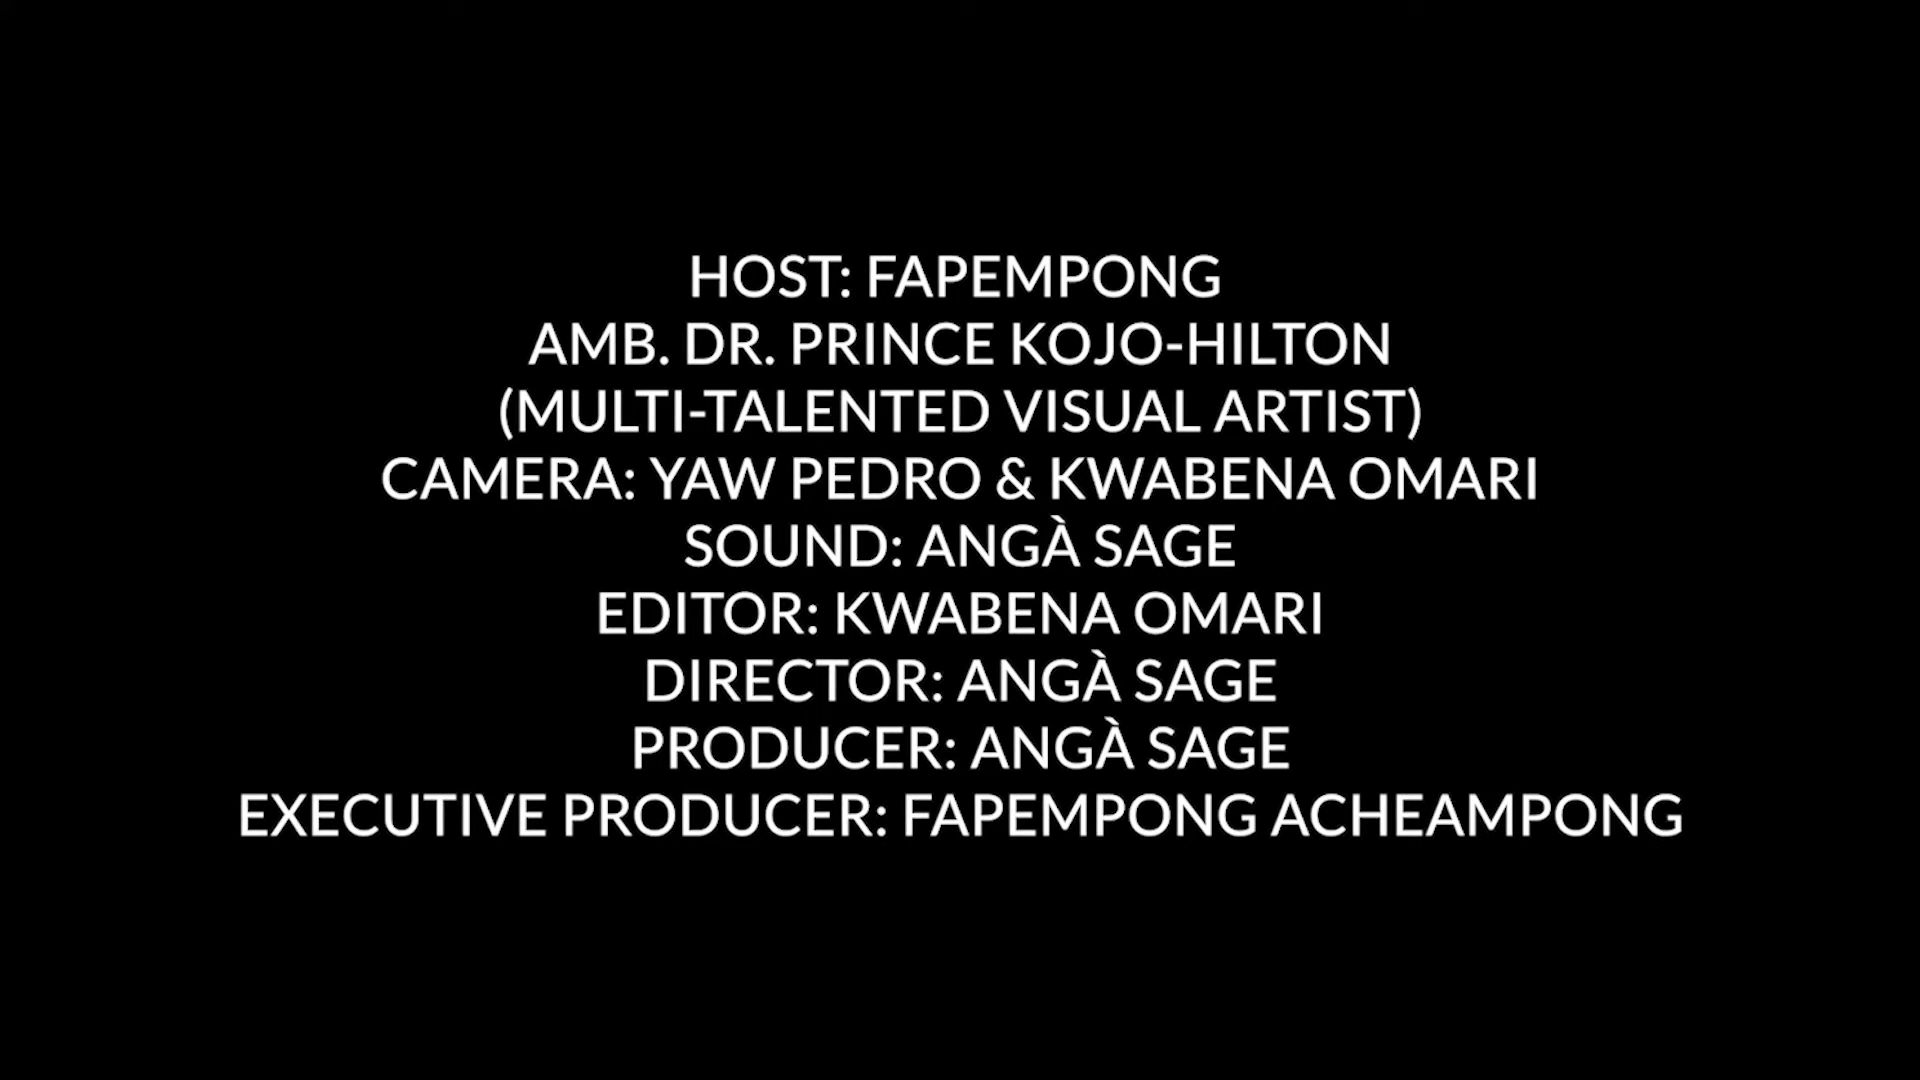 HOST: FAPEMPONG
AMB. DR. PRINCE KOJO-HILTON
(MULTI-TALENTED VISUAL ARTIST)
CAMERA: YAW PEDRO & KWABENA OMARI
SOUND: ANGÀ SAGE
EDITOR: KWABENA OMARI
DIRECTOR: ANGÀ SAGE
PRODUCER: ANGÀ SAGE
EXECUTIVE PRODUCER: FAPEMPONG ACHEAMPONG